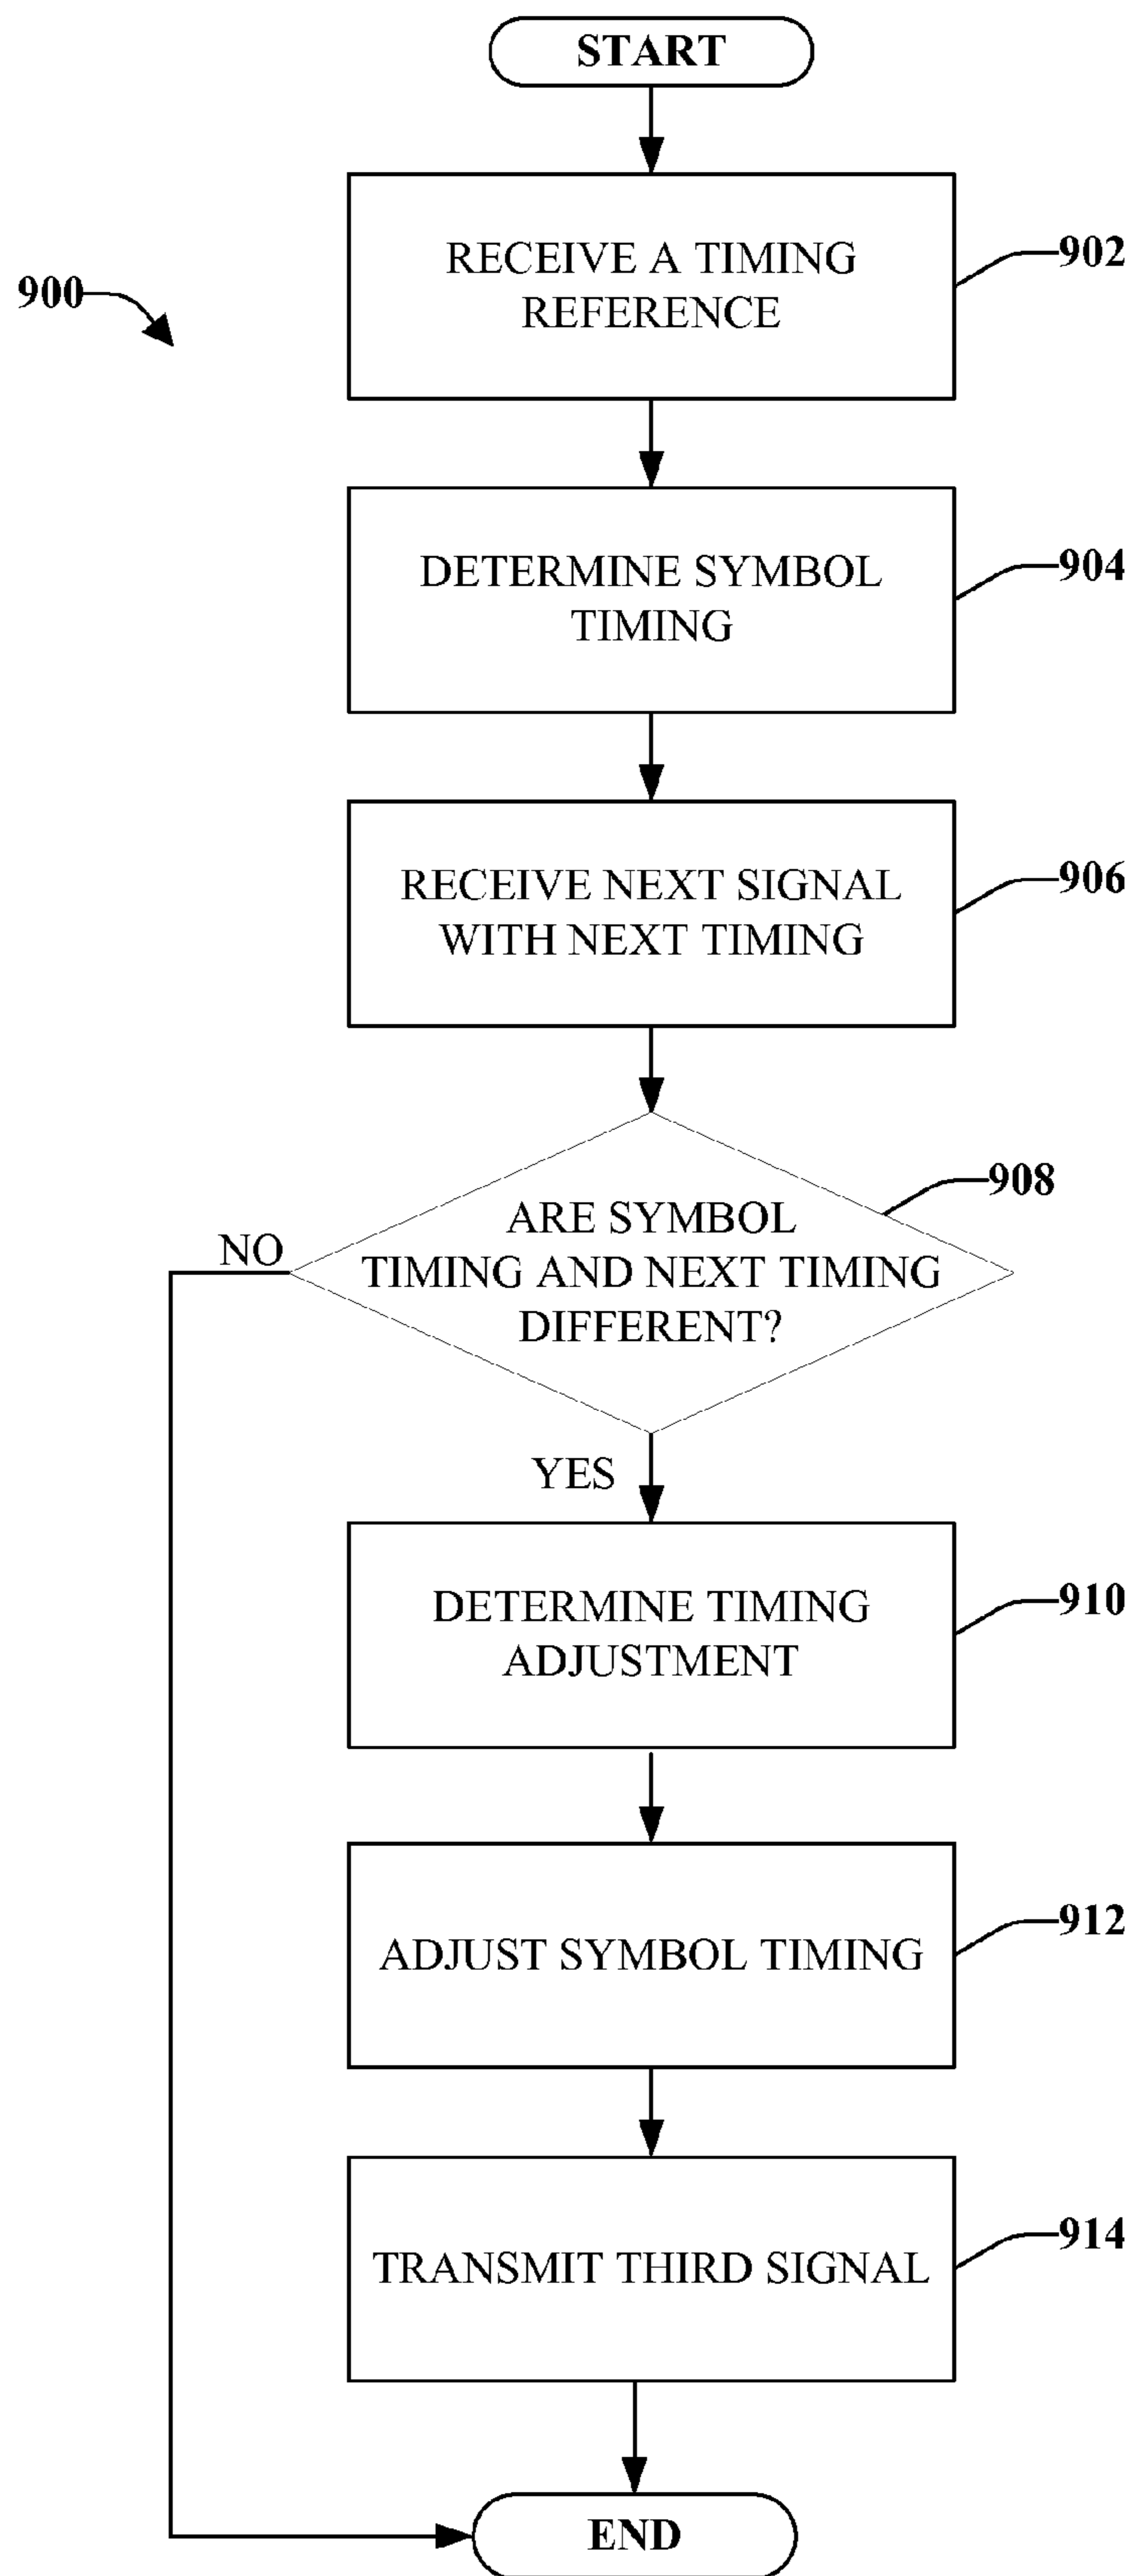 START
RECEIVE A TIMING
REFERENCE
902
900
DETERMINE SYMBOL
TIMING
904
RECEIVE NEXT SIGNAL
WITH NEXT TIMING
906
ARE SYMBOL
TIMING AND NEXT TIMING
DIFFERENT?
908
NO
YES
DETERMINE TIMING
ADJUSTMENT
910
ADJUST SYMBOL TIMING
912
TRANSMIT THIRD SIGNAL
914
END